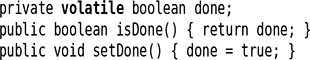 private volatile boolean done;
public boolean isDone() { return done; }
public void setDone() { done = true; }